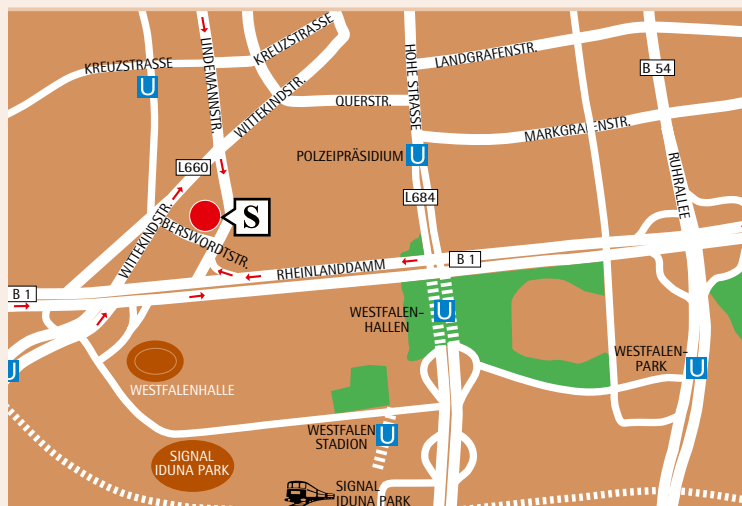 KREUZSTRASSE
LANDGRAFENSTR.
KREUZSTRASSE
LINDEMANNSTR.
HOHE STRASSE
B 54
U
QUERSTR.
WITTEKINDSTR.
MARKGRAFENSTR.
POLZEIPRÄSIDIUM U
L660
RUHRALLEE
L684
S
WITTEKINDSTR.
BERSWORDTSTR.
B 1
RHEINLANDDAMM
B 1
WESTFALEN-
HALLEN
U
WESTFALEN-
PARK
U
U
WESTFALENHALLE
WESTFALEN
STADION
U
SIGNAL
IDUNA PARK
SIGNAL
IDUNA PARK